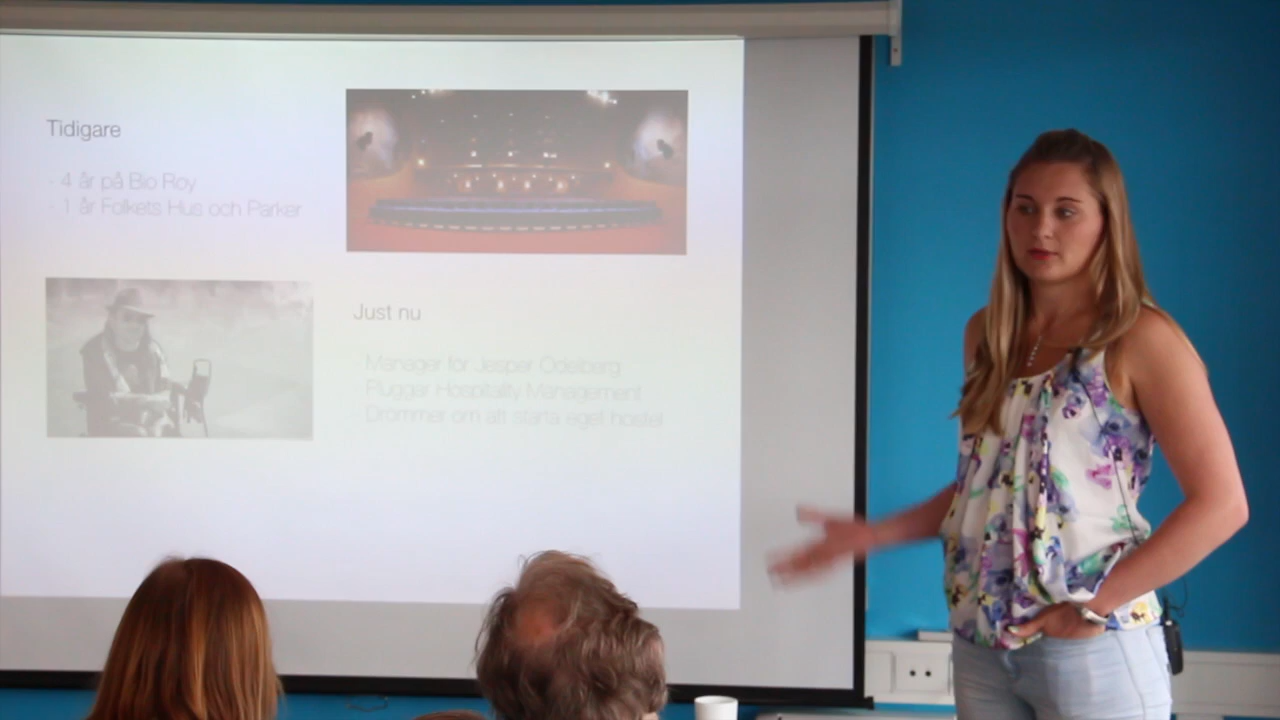 Tidigare
- 4 år på Bio Roy
- 1 år Folkets Hus och Parker
Just nu
Manager för Jesper Odelberg
Pluggar Hospitality Management
Drömmer om att starta eget hostel